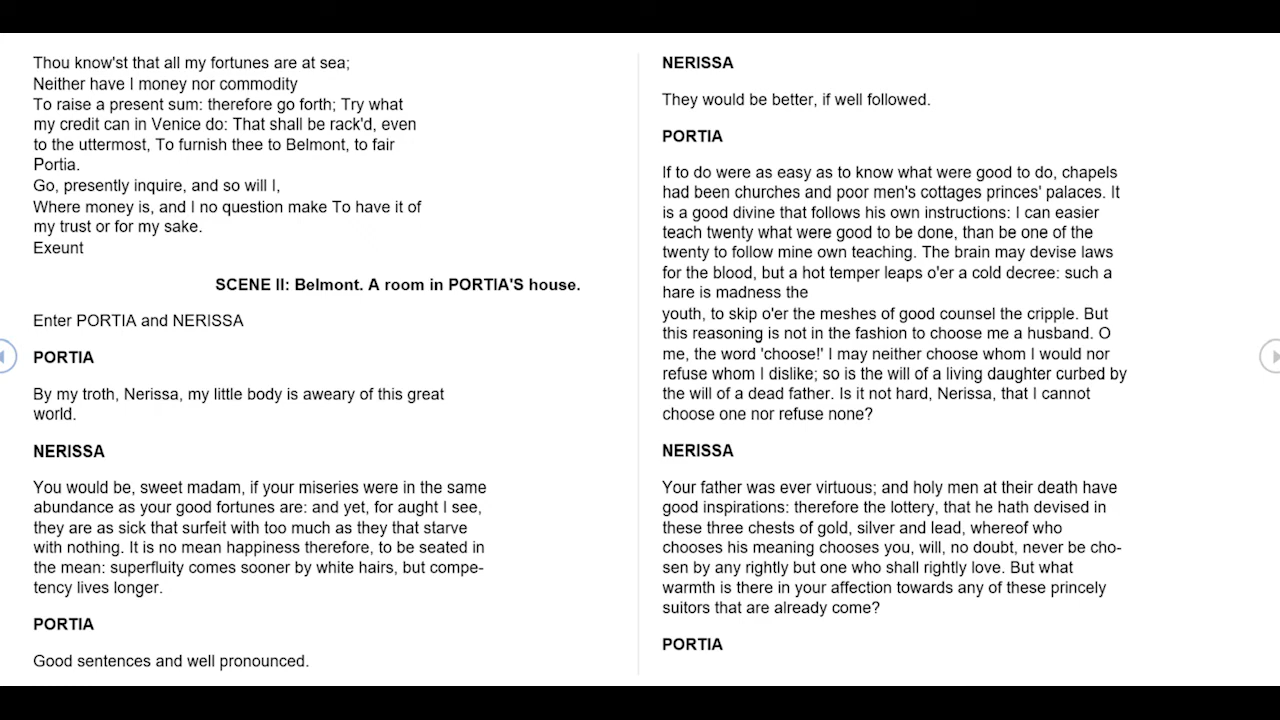 Thou know'st that all my fortunes are at sea;
Neither have I money nor commodity
To raise a present sum: therefore go forth; Try what
my credit can in Venice do: That shall be rack'd, even
to the uttermost, To furnish thee to Belmont, to fair
Portia.
Go, presently inquire, and so will I,
Where money is, and I no question make To have it of
my trust or for my sake.
Exeunt
SCENE II: Belmont. A room in PORTIA'S house.
Enter PORTIA and NERISSA
PORTIA
By my troth, Nerissa, my little body is aweary of this great
world.
NERISSA
You would be, sweet madam, if your miseries were in the same
abundance as your good fortunes are: and yet, for aught I see,
they are as sick that surfeit with too much as they that starve
with nothing. It is no mean happiness therefore, to be seated in
the mean: superfluity comes sooner by white hairs, but compe-
tency lives longer.
PORTIA
Good sentences and well pronounced.
NERISSA
They would be better, if well followed.
PORTIA
If to do were as easy as to know what were good to do, chapels
had been churches and poor men's cottages princes' palaces. It
is a good divine that follows his own instructions: I can easier
teach twenty what were good to be done, than be one of the
twenty to follow mine own teaching. The brain may devise laws
for the blood, but a hot temper leaps o'er a cold decree: such a
hare is madness the
youth, to skip o'er the meshes of good counsel the cripple. But
this reasoning is not in the fashion to choose me a husband. O
me, the word 'choose!' I may neither choose whom I would nor
refuse whom I dislike; so is the will of a living daughter curbed by
the will of a dead father. Is it not hard, Nerissa, that I cannot
choose one nor refuse none?
NERISSA
Your father was ever virtuous; and holy men at their death have
good inspirations: therefore the lottery, that he hath devised in
these three chests of gold, silver and lead, whereof who
chooses his meaning chooses you, will, no doubt, never be cho-
sen by any rightly but one who shall rightly love. But what
warmth is there in your affection towards any of these princely
suitors that are already come?
PORTIA